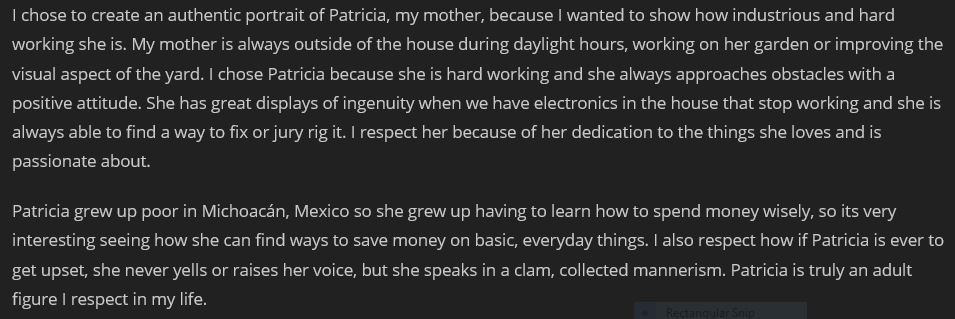 I chose to create an authentic portrait of Patricia, my mother, because I wanted to show how industrious and hard
working she is. My mother is always outside of the house during daylight hours, working on her garden or improving the
visual aspect of the yard. I chose Patricia because she is hard working and she always approaches obstacles with a
positive attitude. She has great displays of ingenuity when we have electronics in the house that stop working and she is
always able to find a way to fix or jury rig it. I respect her because of her dedication to the things she loves and is
passionate about.
Patricia grew up poor in Michoacán, Mexico so she grew up having to learn how to spend money wisely, so its very
interesting seeing how she can find ways to save money on basic, everyday things. I also respect how if Patricia is ever to
get upset, she never yells or raises her voice, but she speaks in a clam, collected mannerism. Patricia is truly an adult
figure I respect in my life.
Rectangular Snip